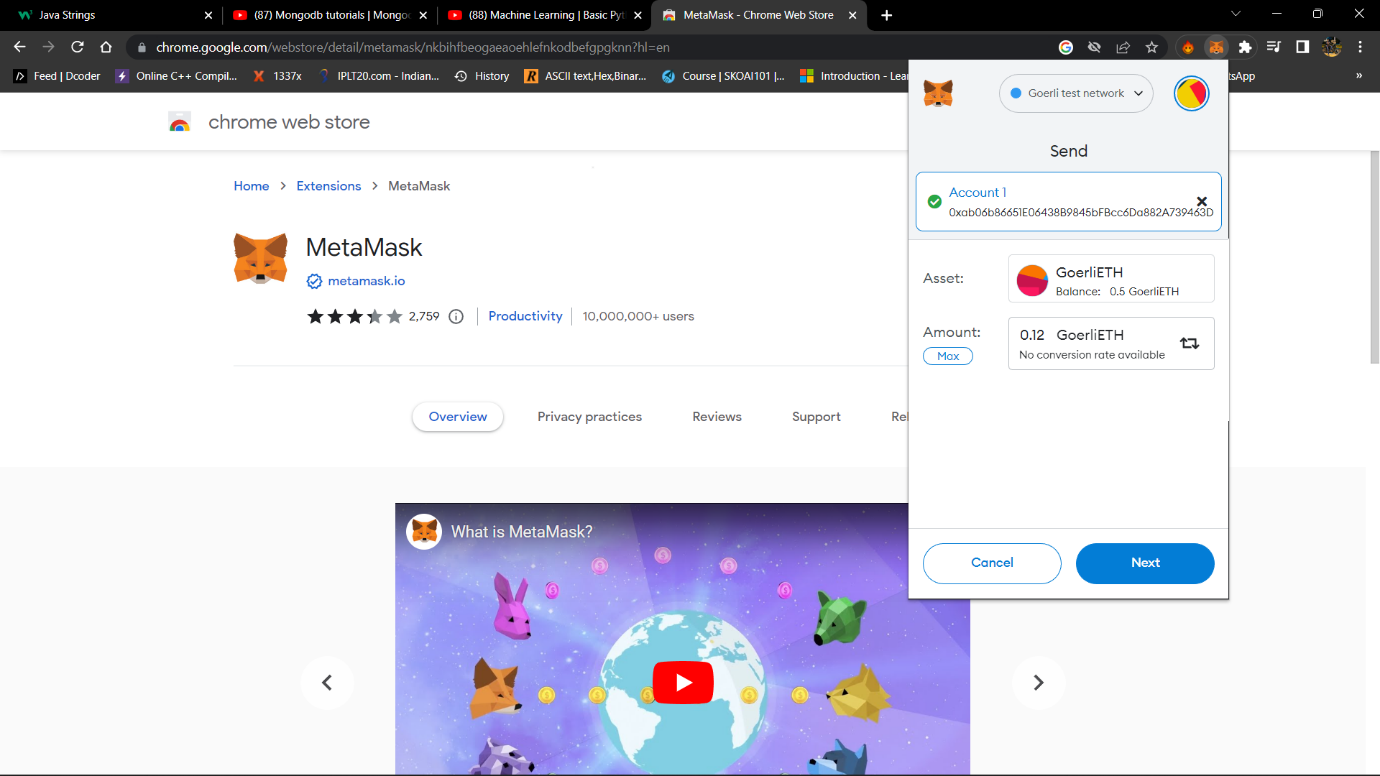 Java Strings
(87) Mongodb tutorials | Mongo
(88) Machine Learning | Basic Pyt
MetaMask - Chrome Web Store
chrome.google.com/webstore/detail/metamask/nkbihfbeogaeaoehlefnkodbefgpgknn?hl=en
Feed | Dcoder
Online C++ Compil...
1337x
IPLT20.com - Indian...
History
ASCII text,Hex,Binar...
Course | SKOAI101 |...
Introduction - Lea
tsApp
»
chrome web store
Home > Extensions > MetaMask
MetaMask
metamask.io
2,759
Productivity
10,000,000+ users
Overview
Privacy practices
Reviews
Support
Rel
What is MetaMask?
Goerli test network
Send
Account 1
0xab06b86651E06438B9845bFBcc6Da882A739463D
Asset:
GoerliETH
Balance: 0.5 GoerliETH
Amount:
Max
0.12 GoerliETH
No conversion rate available
Cancel
Next